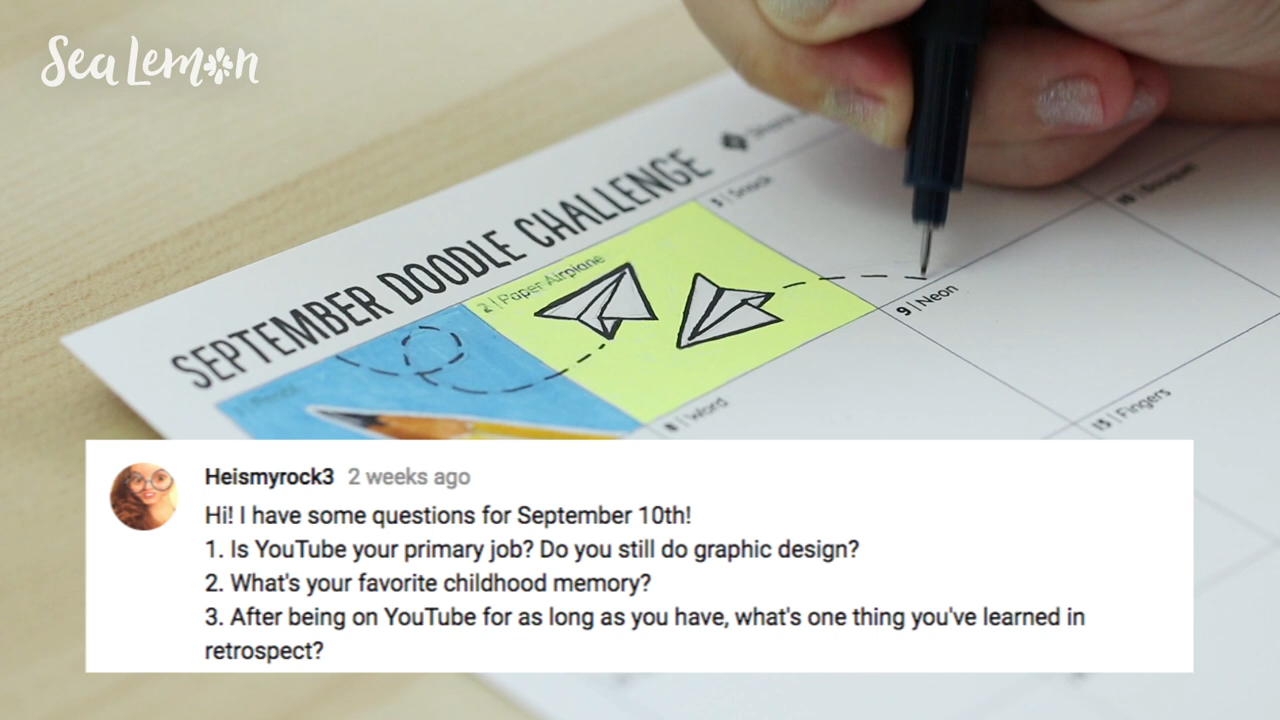 Sea Lemon
SEPTEMBER DOODLE CHALLENGE
2 | Paper Airplane
5 | Snack
10 | Bouquet
8 | Word
9 | Neon
15 | Fingers
Heismyrock3 2 weeks ago
Hi! I have some questions for September 10th!
1. Is YouTube your primary job? Do you still do graphic design?
2. What's your favorite childhood memory?
3. After being on YouTube for as long as you have, what's one thing you've learned in
retrospect?